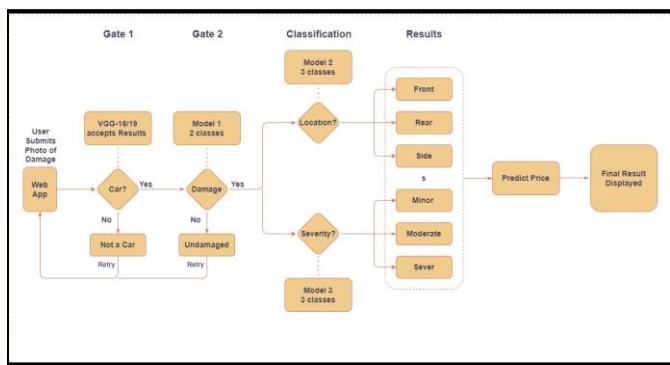 Gate 1
Gate 2
Classification
Results
Model 2
3 classes
VGG-16/19
accepts Results
Model 1
2 classes
User
Submits
Photo of
Damage
Web
App
Car?
Yes
Damage
Yes
Location?
Front
Rear
Side
s
No
No
Not a Car
Undamaged
Retry
Retry
Severity?
Minor
Moderate
Sever
Model 3
3 classes
Predict Price
Final Result
Displayed